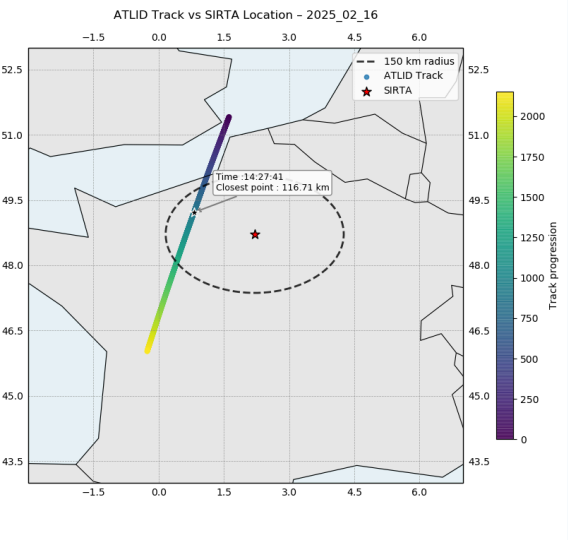 ATLID Track vs SIRTA Location – 2025_02_16
−1.5 0.0 1.5 3.0 4.5 6.0
52.5 52.5
150 km radius
ATLID Track
SIRTA
51.0 51.0
49.5 49.5
Time :14:27:41
Closest point : 116.71 km
48.0 48.0
46.5 46.5
45.0 45.0
43.5 43.5
−1.5 0.0 1.5 3.0 4.5 6.0
2000
1750
1500
1250
1000
750
500
250
0
Track progression